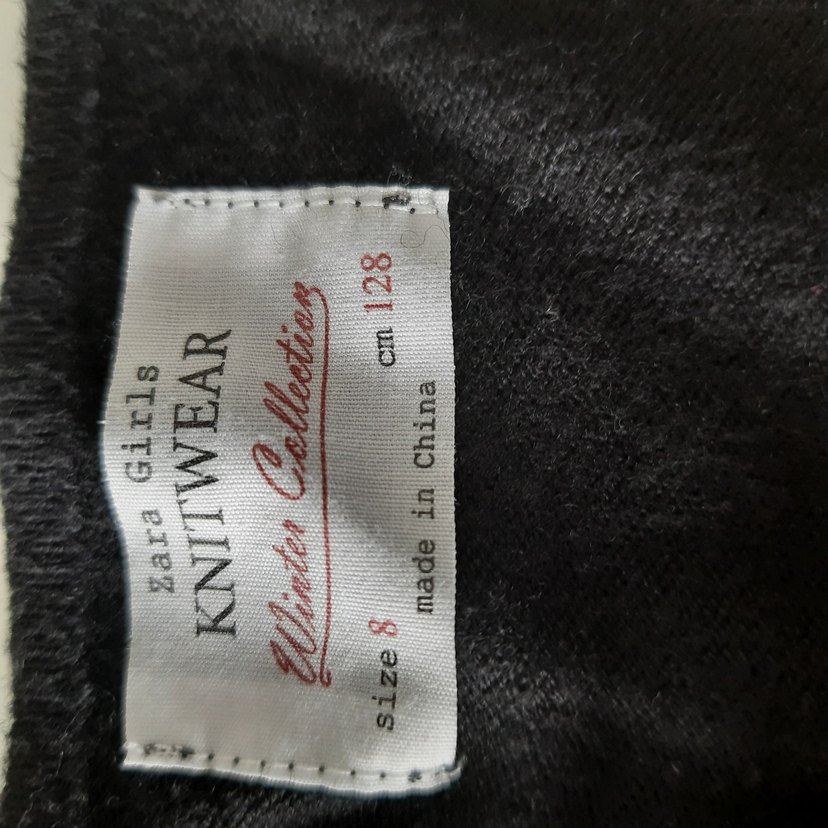 Zara Girls
KNITWEAR
Winter Collection
size 8 cm 128
made in China